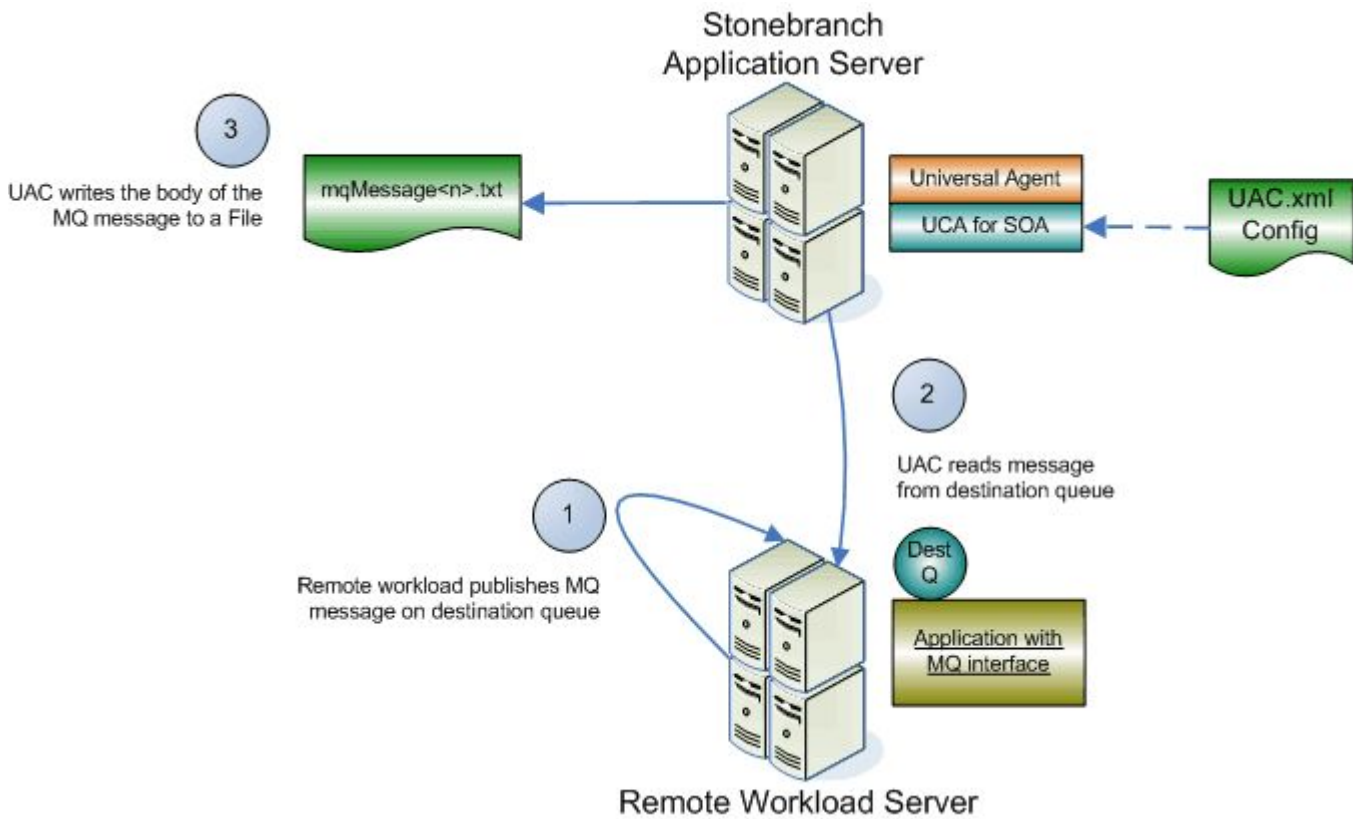 Stonebranch
Application Server
3
UAC writes the body of the
MQ message to a File
mqMessage<n>.txt
Universal Agent
UCA for SOA
UAC.xml
Config
2
UAC reads message
from destination queue
1
Remote workload publishes MQ
message on destination queue
Dest
Q
Application with
MQ interface
Remote Workload Server